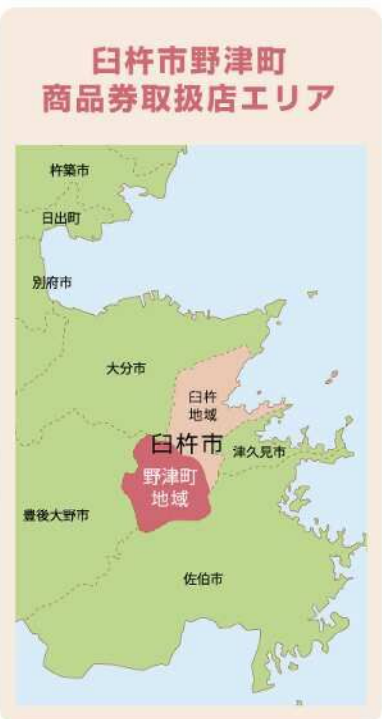 臼杵市野津町
商品券取扱店エリア
杵築市
日出町
別府市
大分市
臼杵
地域
臼杵市
津久見市
野津町
地域
豊後大野市
佐伯市